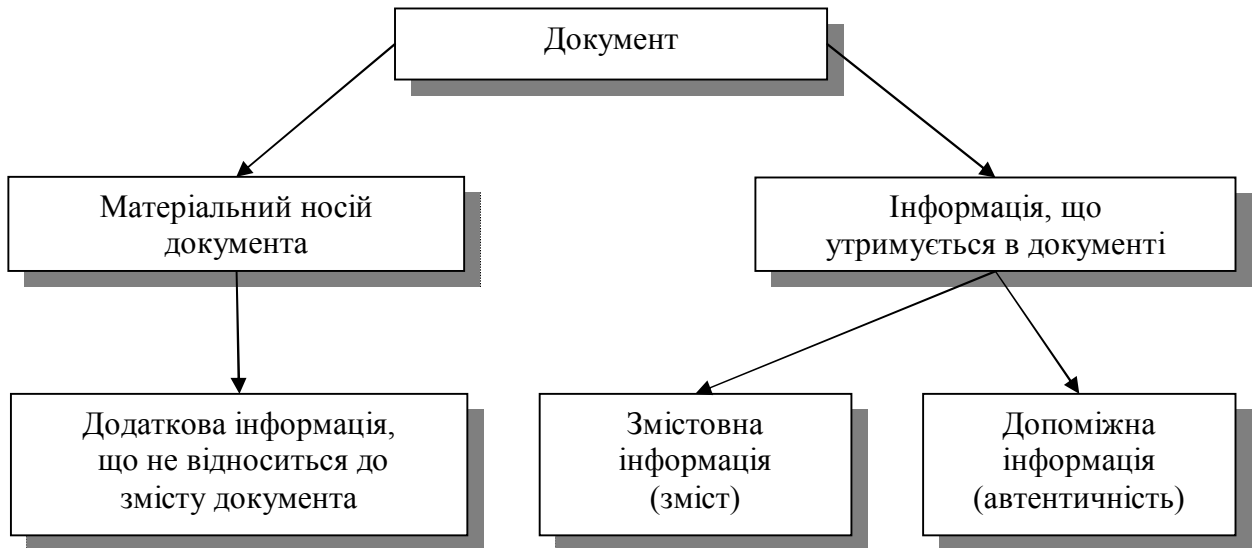 Документ
Матеріальний носій
документа
Інформація, що
утримується в документі
Додаткова інформація,
що не відноситься до
змісту документа
Змістовна
інформація
(зміст)
Допоміжна
інформація
(автентичність)